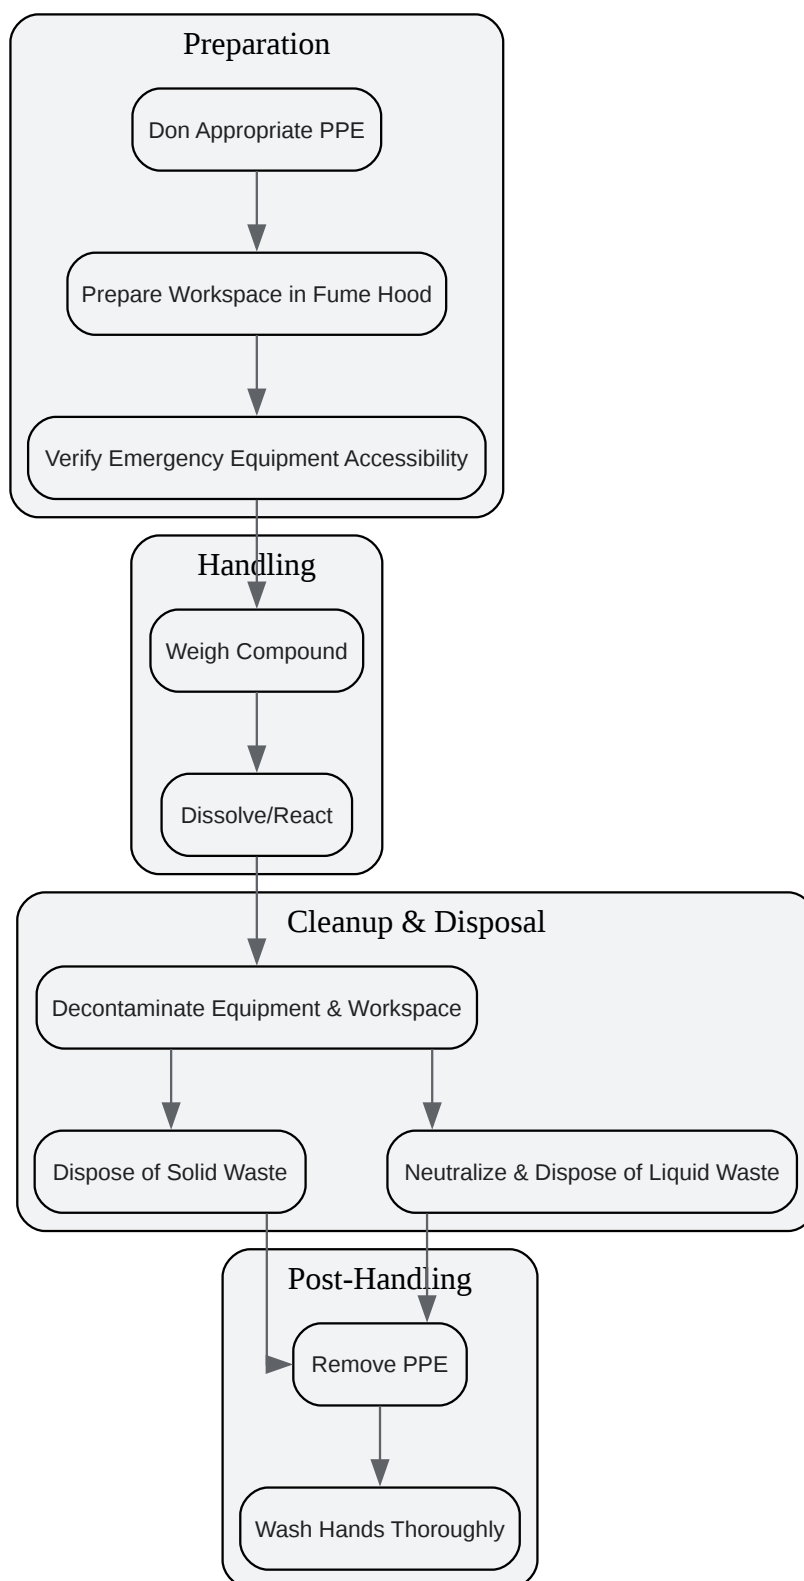 Preparation
Don Appropriate PPE
Prepare Workspace in Fume Hood
Verify Emergency Equipment Accessibility
Handling
Weigh Compound
Dissolve/React
Cleanup & Disposal
Decontaminate Equipment & Workspace
Dispose of Solid Waste
Neutralize & Dispose of Liquid Waste
Post-Handling
Remove PPE
Wash Hands Thoroughly